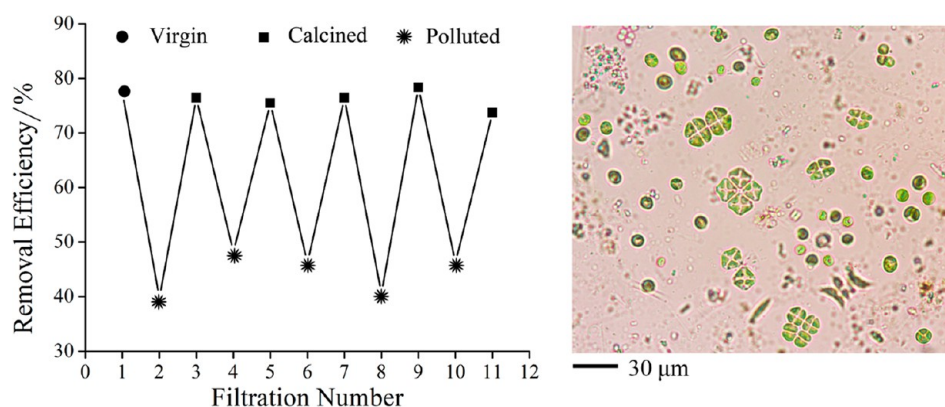 90
80
70
60
50
40
30
Removal Efficiency/%
Virgin Calcined Polluted
0 1 2 3 4 5 6 7 8 9 10 11 12
Filtration Number
30 μm